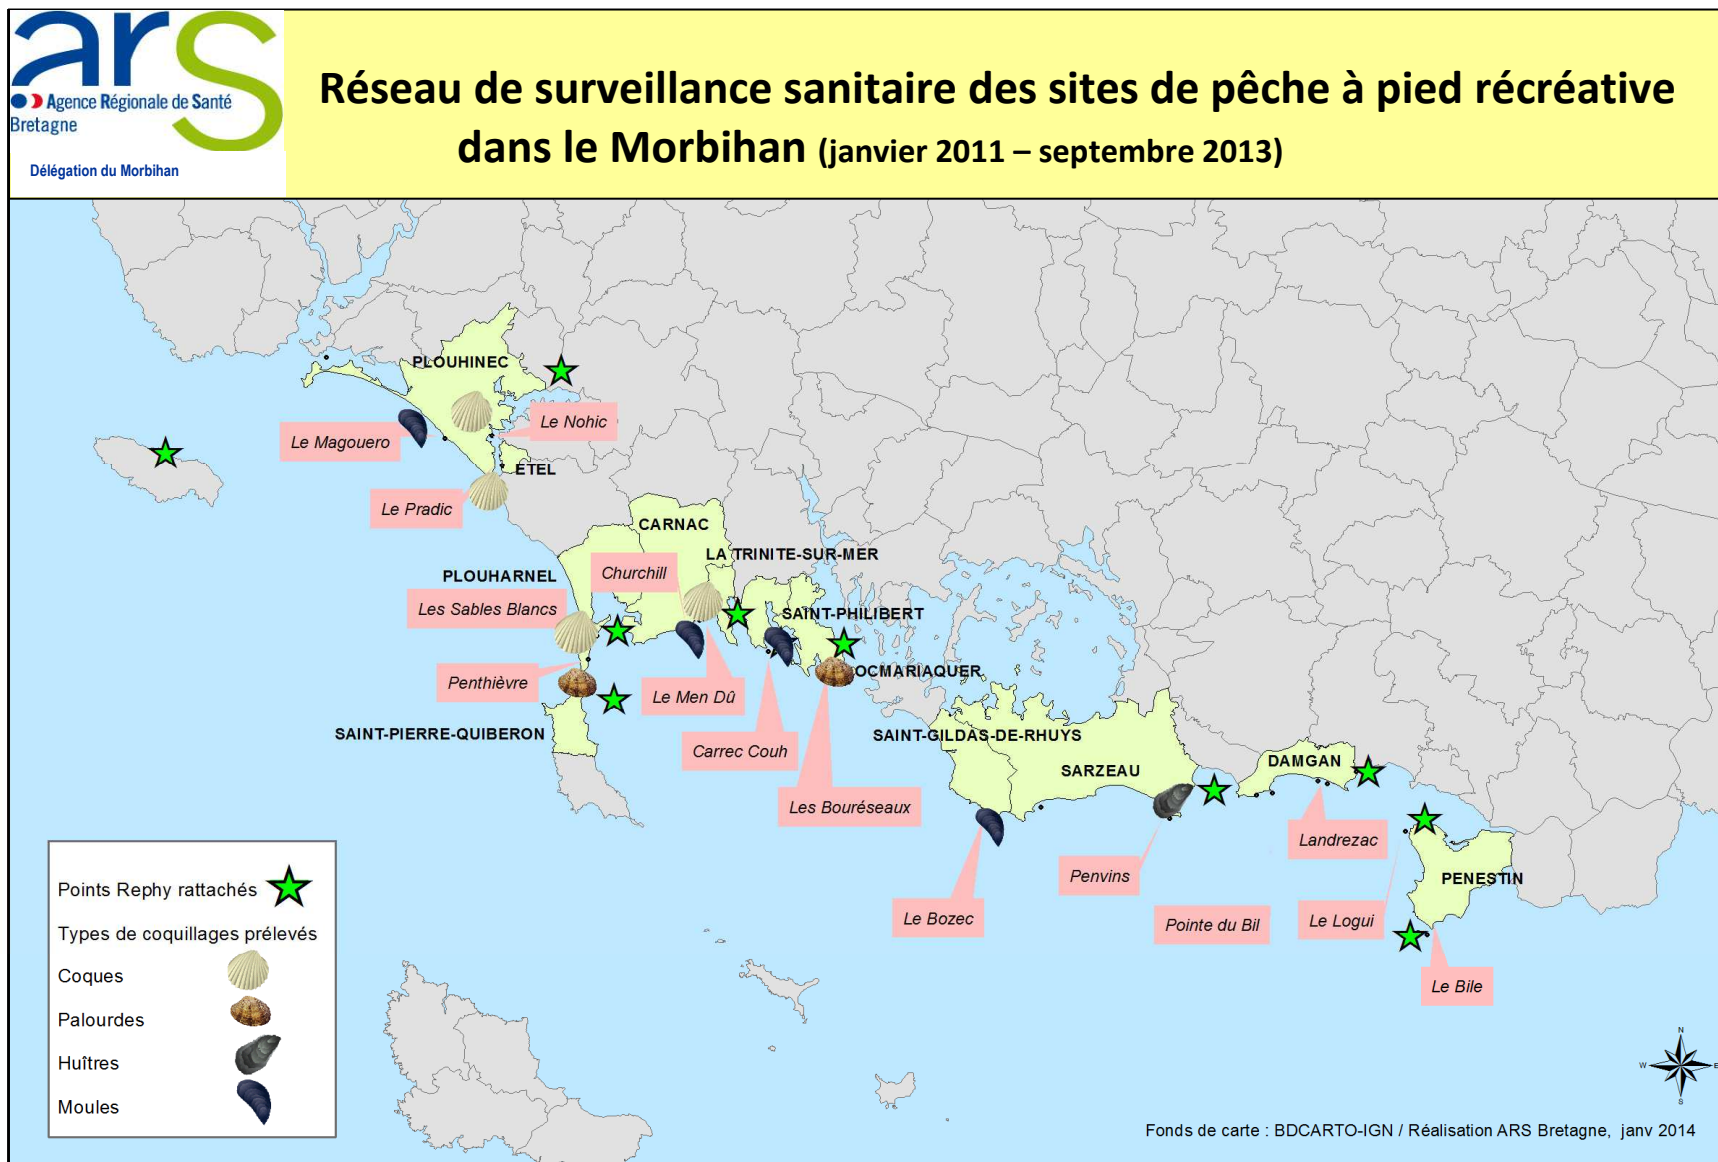 ars
Agence Régionale de Santé
Bretagne
Délégation du Morbihan
Réseau de surveillance sanitaire des sites de pêche à pied récréative
dans le Morbihan (janvier 2011 – septembre 2013)
PLOUHINEC
Le Nohic
Le Magouero
ETEL
Le Pradic
CARNAC
LA TRINITE-SUR-MER
Churchill
PLOUHARNEL
Les Sables Blancs
SAINT-PHILIBERT
OCMARIAQUER
Penthièvre
Le Men Dû
SAINT-PIERRE-QUIBERON
Carrec Couh
SAINT-GILDAS-DE-RHUYS
SARZEAU
DAMGAN
Les Bouréseaux
Landrezac
Penvins
PENESTIN
Le Bozec
Pointe du Bil
Le Logui
Le Bile
Points Rephy rattachés
Types de coquillages prélevés
Coques
Palourdes
Huîtres
Moules
N
W
E
S
Fonds de carte : BDCARTO-IGN / Réalisation ARS Bretagne, janv 2014